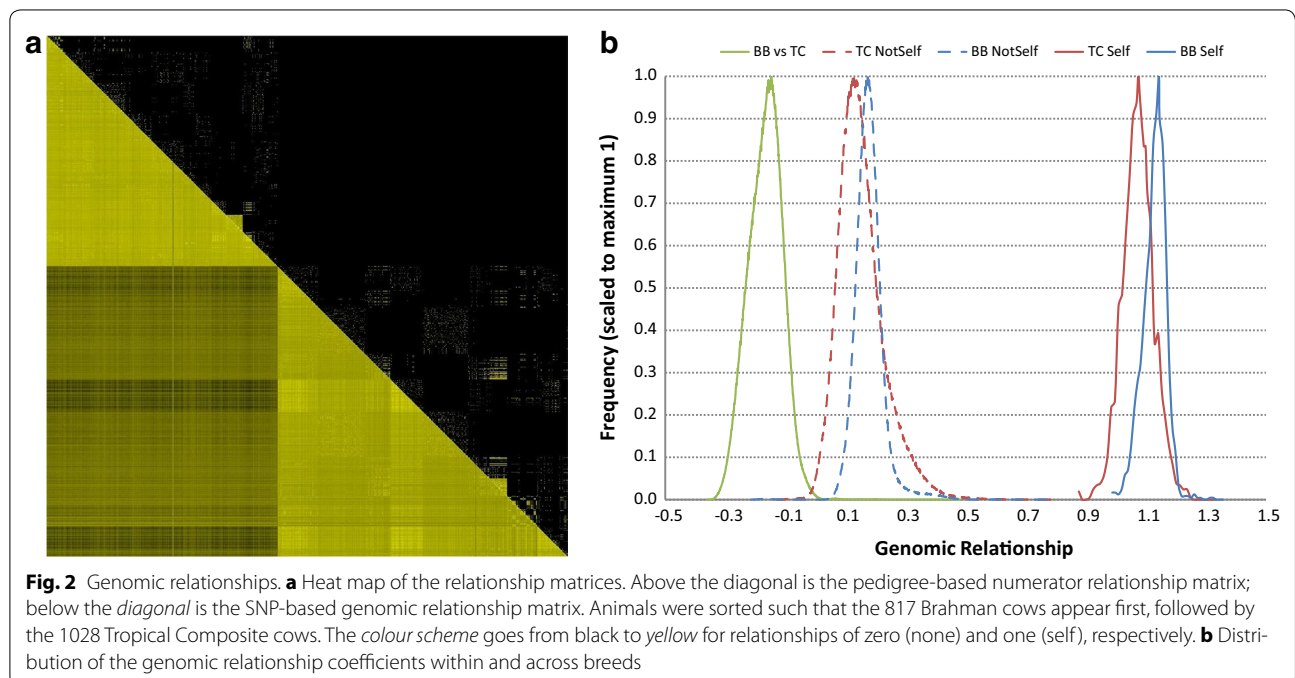 a
b
BB vs TC TC NotSelf BB NotSelf TC Self BB Self
1.0
0.9
0.8
0.7
0.6
0.5
0.4
0.3
0.2
0.1
0.0
Frequency (scaled to maximum 1)
-0.5 -0.3 -0.1 0.1 0.3 0.5 0.7 0.9 1.1 1.3 1.5
Genomic Relationship
Fig. 2 Genomic relationships. a Heat map of the relationship matrices. Above the diagonal is the pedigree-based numerator relationship matrix;
below the diagonal is the SNP-based genomic relationship matrix. Animals were sorted such that the 817 Brahman cows appear first, followed by
the 1028 Tropical Composite cows. The colour scheme goes from black to yellow for relationships of zero (none) and one (self), respectively. b Distri-
bution of the genomic relationship coefficients within and across breeds